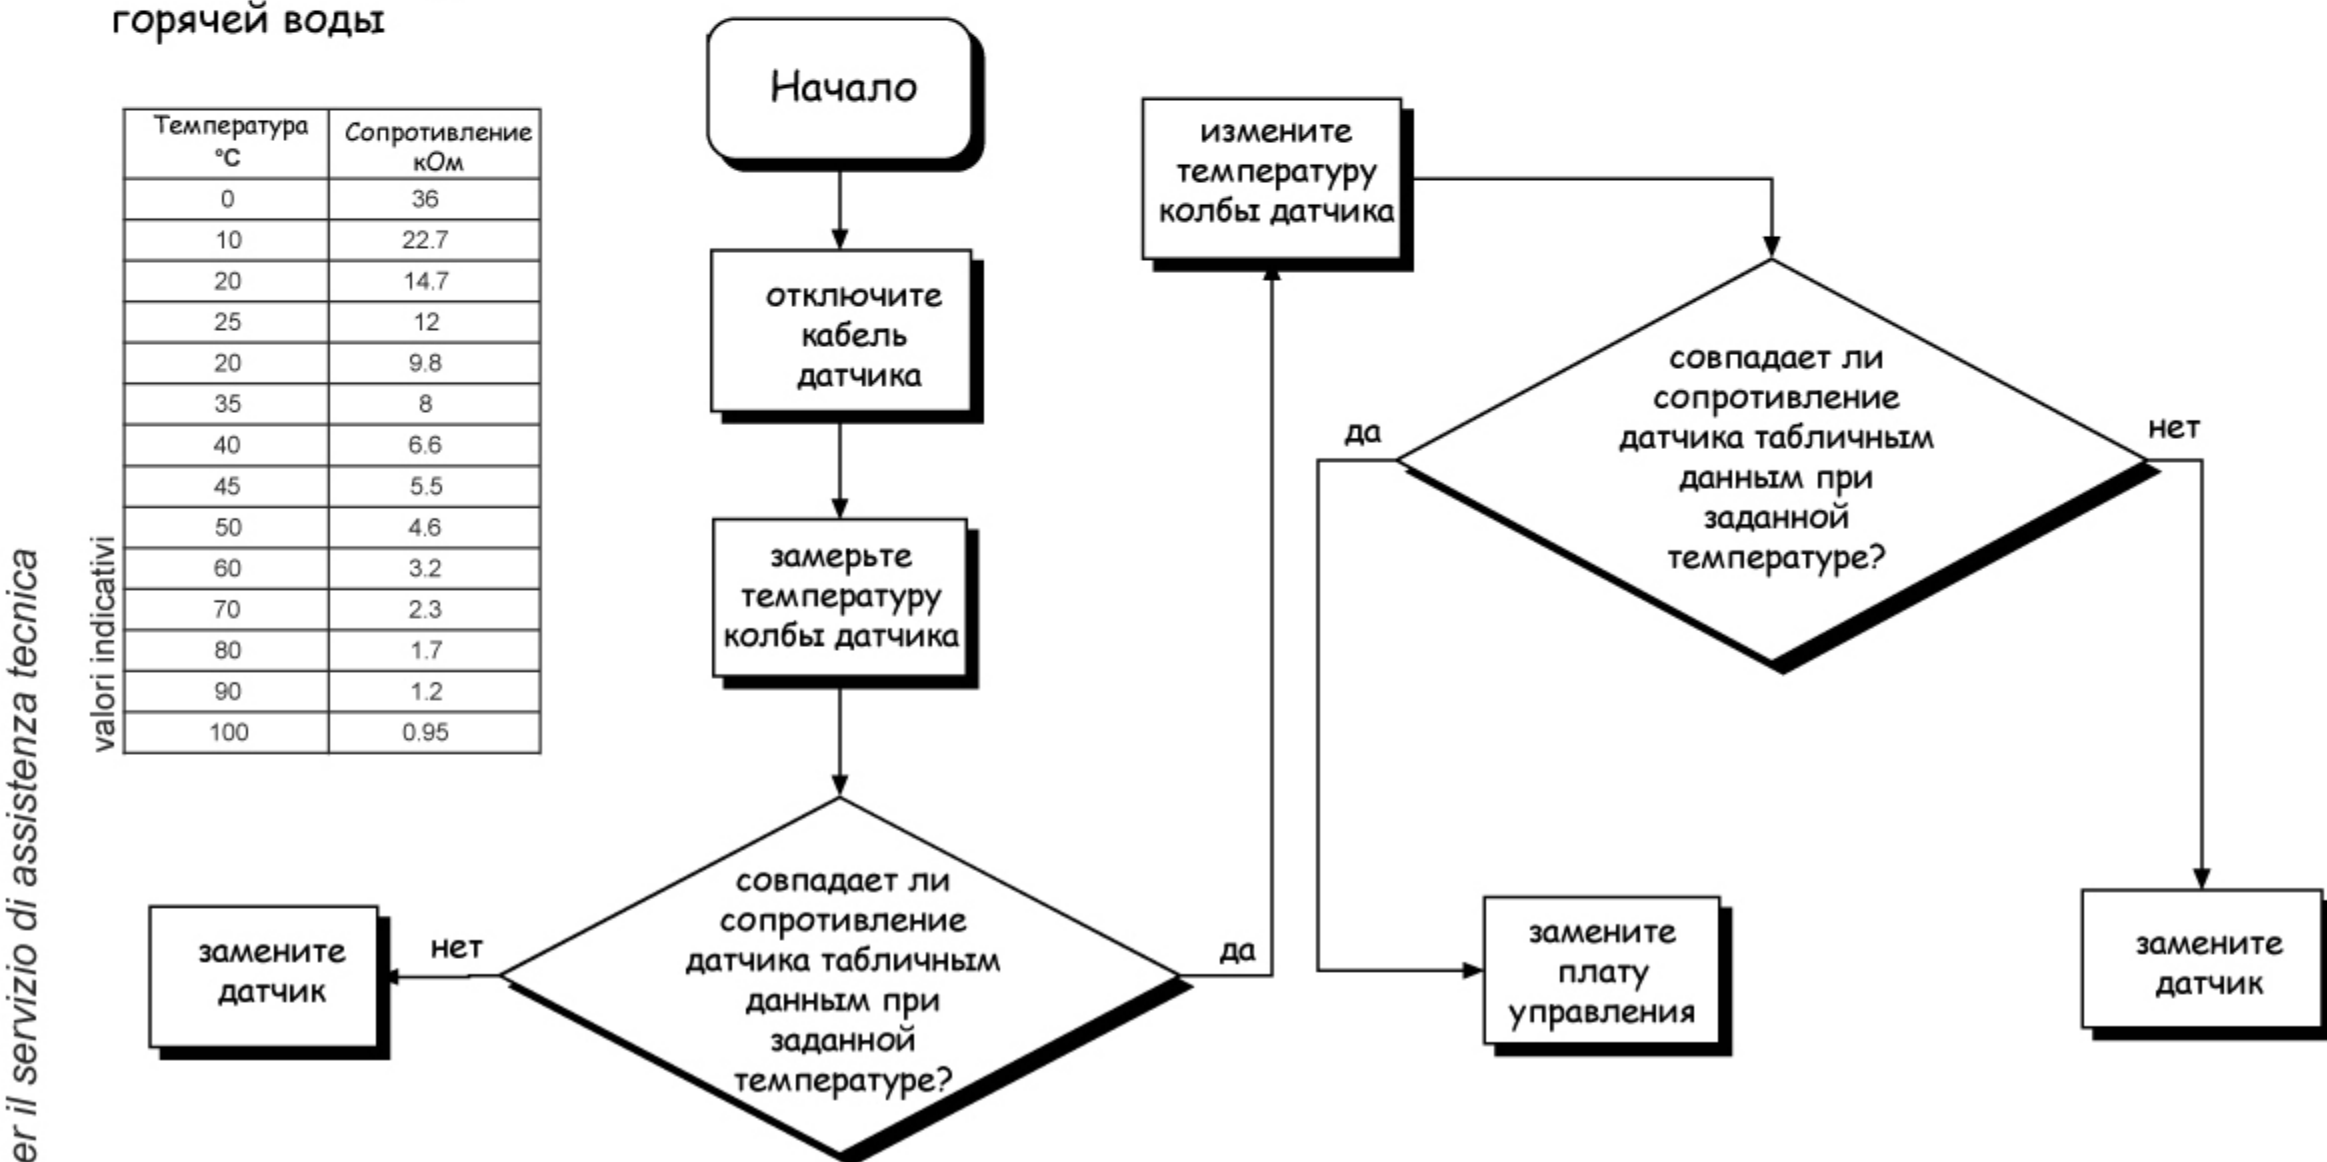 горячей воды
Температура Сопротивление
°C кОм
0 36
10 22.7
20 14.7
25 12
20 9.8
35 8
40 6.6
45 5.5
50 4.6
60 3.2
70 2.3
80 1.7
90 1.2
100 0.95
valori indicativi
er il servizio di assistenza tecnica
Начало
отключите
кабель
датчика
замерьте
температуру
колбы датчика
совпадает ли
сопротивление
датчика табличным
данным при
заданной
температуре?
нет
замените
датчик
да
измените
температуру
колбы датчика
совпадает ли
сопротивление
датчика табличным
данным при
заданной
температуре?
да
нет
замените
плату
управления
замените
датчик